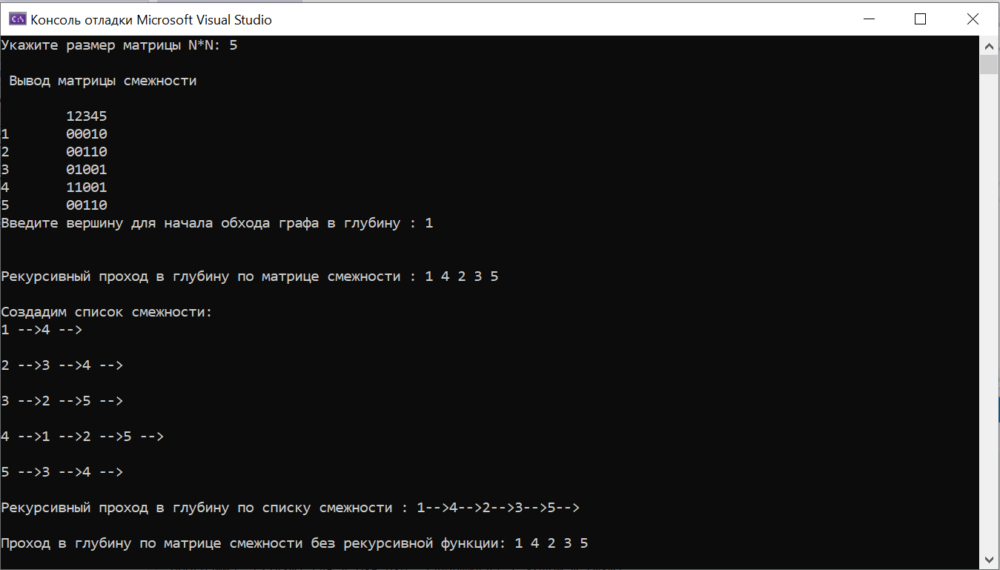 Консоль отладки Microsoft Visual Studio
Укажите размер матрицы N*N: 5
Вывод матрицы смежности
12345
1 00010
2 00110
3 01001
4 11001
5 00110
Введите вершину для начала обхода графа в глубину : 1
Рекурсивный проход в глубину по матрице смежности : 1 4 2 3 5
Создадим список смежности:
1 -->4 -->
2 -->3 -->4 -->
3 -->2 -->5 -->
4 -->1 -->2 -->5 -->
5 -->3 -->4 -->
Рекурсивный проход в глубину по списку смежности : 1-->4-->2-->3-->5-->
Проход в глубину по матрице смежности без рекурсивной функции: 1 4 2 3 5